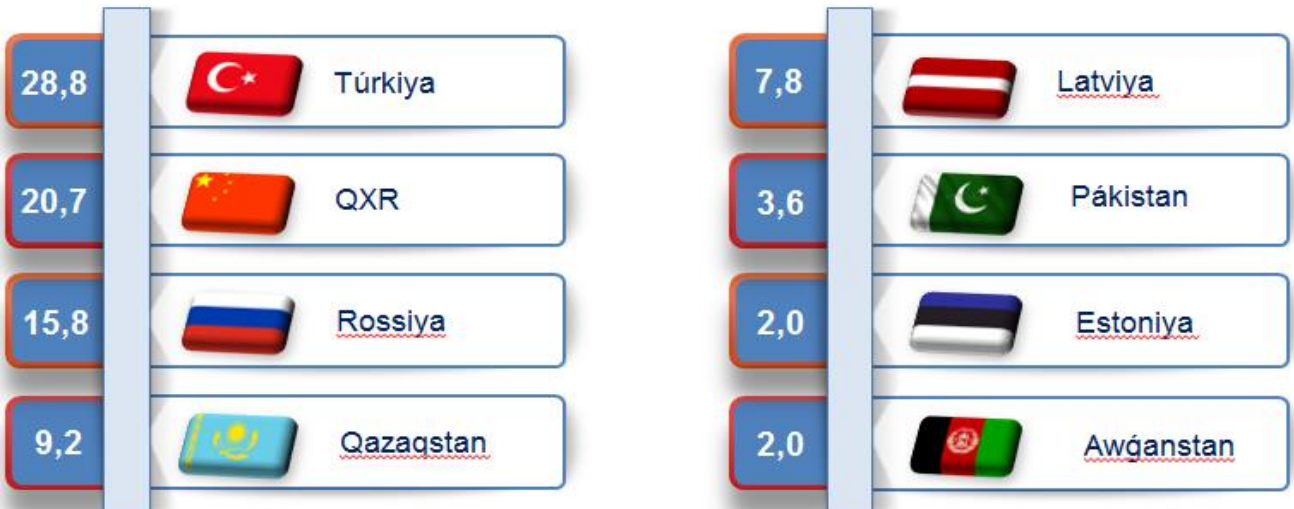 28,8 Túrkiya
20,7 QXR
15,8 Rossiya
9,2 Qazaqstan
7,8 Latviya
3,6 Pákistan
2,0 Estoniya
2,0 Awǵanstan